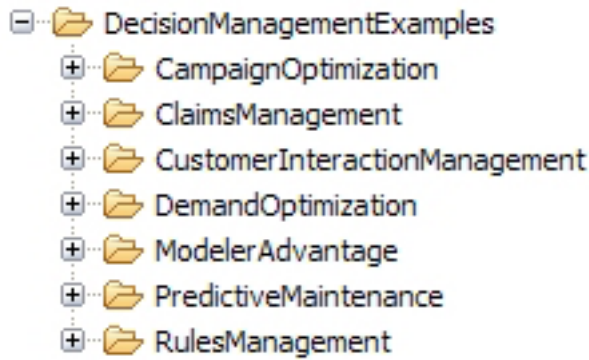 DecisionManagementExamples
CampaignOptimization
ClaimsManagement
CustomerInteractionManagement
DemandOptimization
ModelerAdvantage
PredictiveMaintenance
RulesManagement